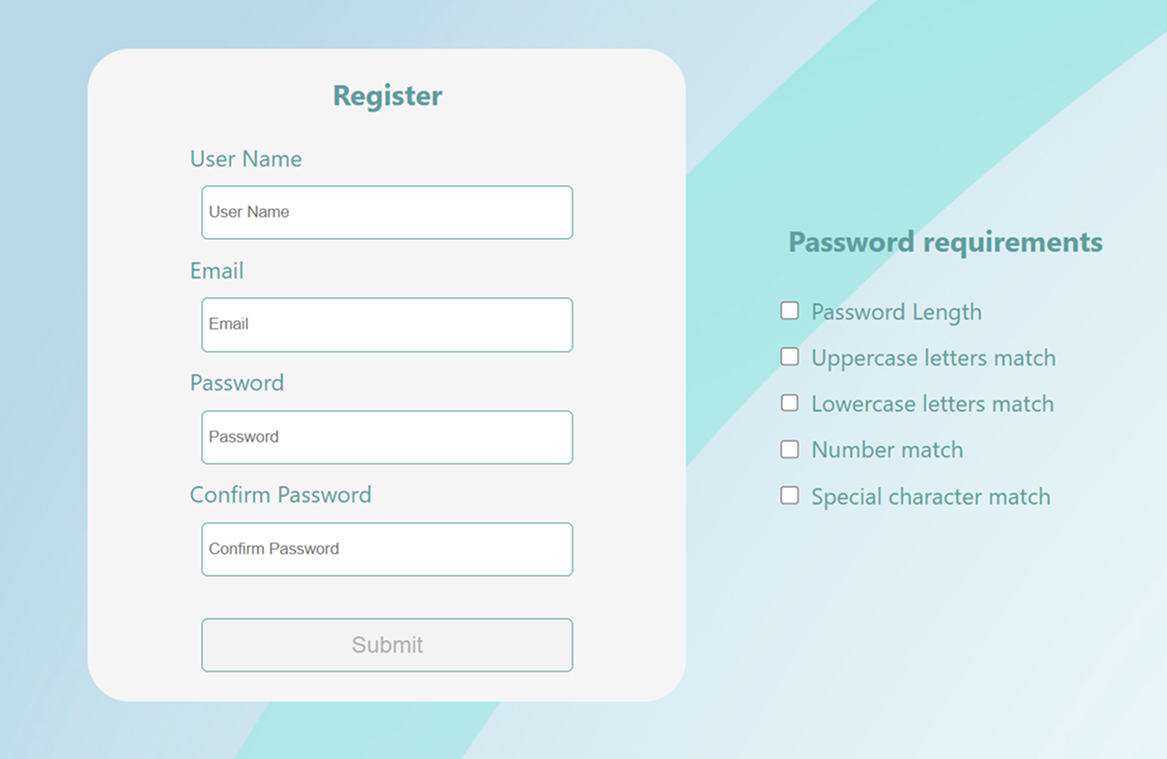 Register
User Name
User Name
Email
Email
Password
Password
Confirm Password
Confirm Password
Submit
Password requirements
Password Length
Uppercase letters match
Lowercase letters match
Number match
Special character match